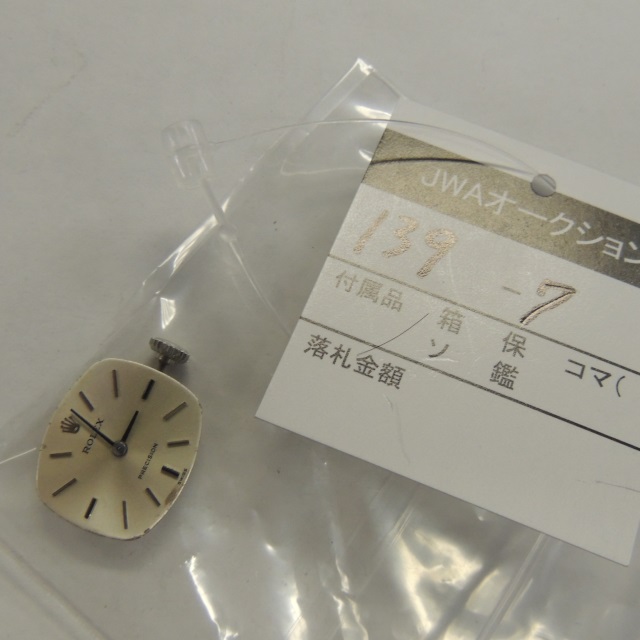 JWAオークション
139 - 7
付属品 箱 保
ソ 鑑 コマ(
落札金額
ROLEX
PRECISION